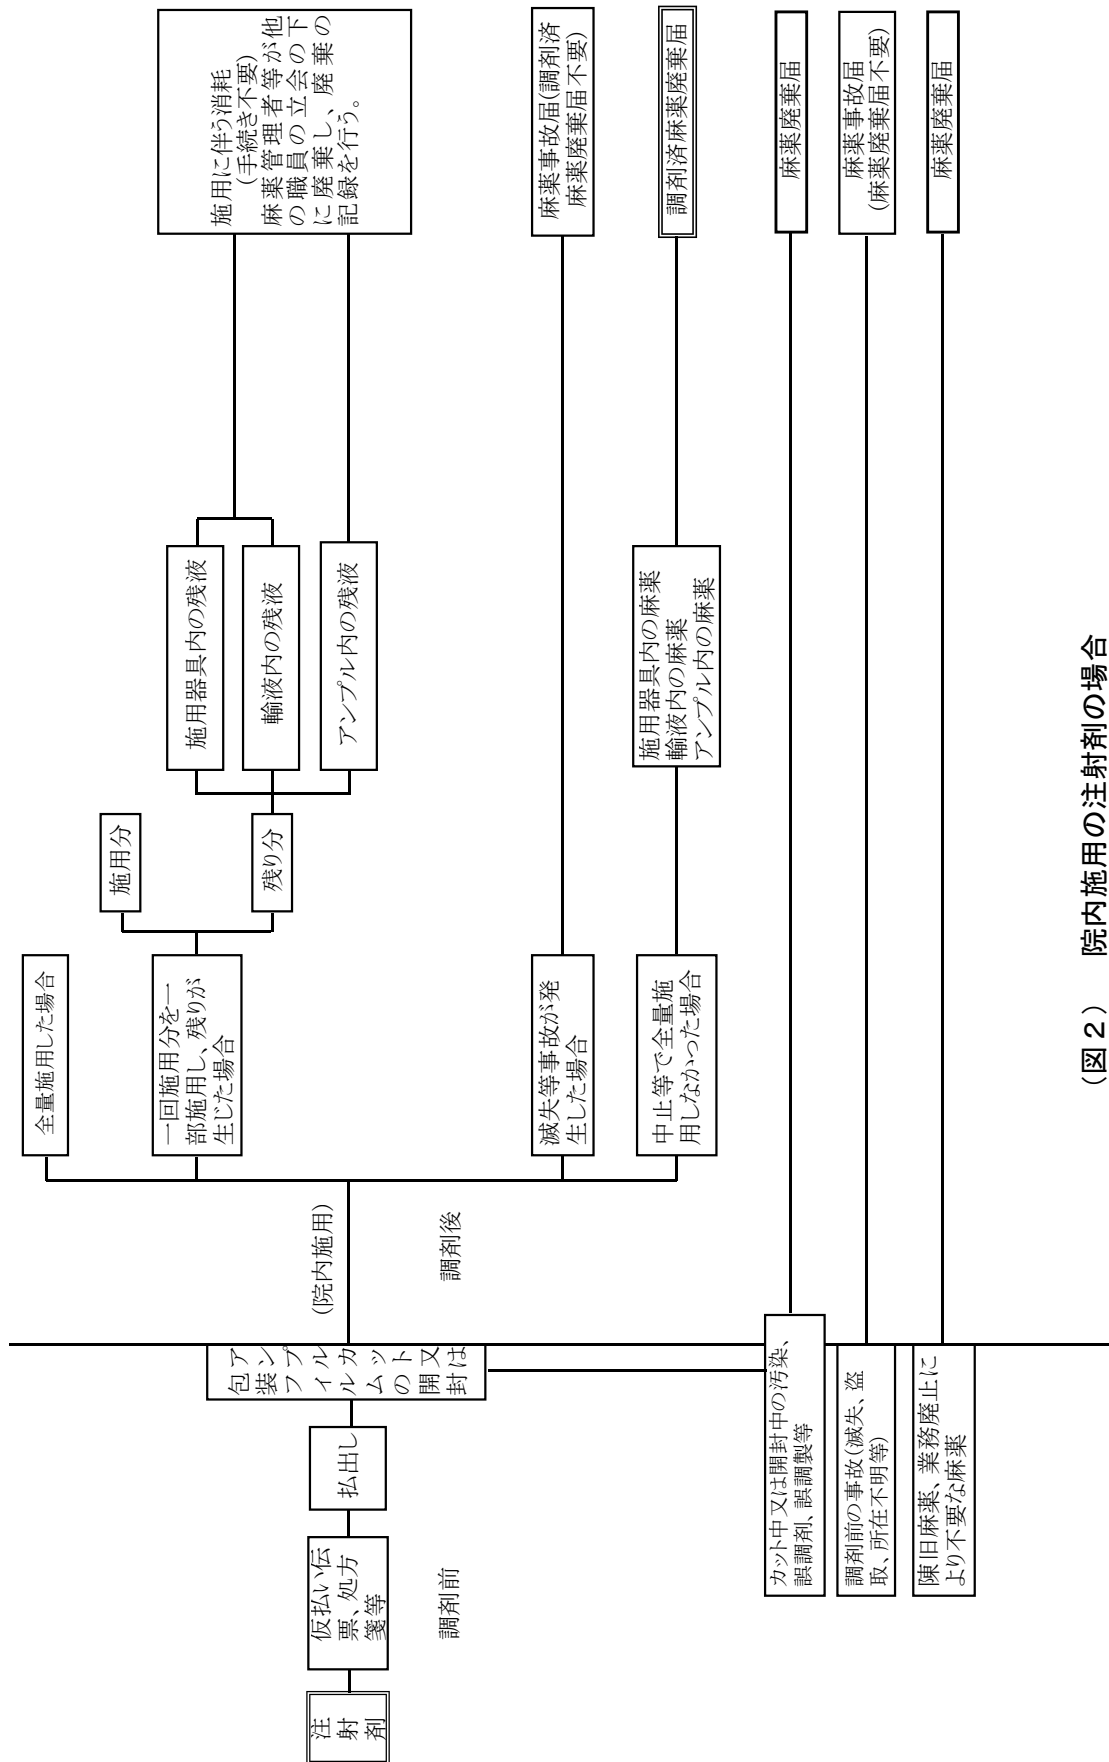 注
射
剤
仮払い伝
票、処方
箋等
払出し
アンプルカット又は
包装フィルムの開封
調剤前
(院内施用)
調剤後
全量施用した場合
一回施用分を一
部施用し、残りが
生じた場合
施用分
残り分
施用器具内の残液
輸液内の残液
アンプル内の残液
施用に伴う消耗
(手続き不要)
麻薬管理者等が他
の職員の立会の下
に廃棄し、廃棄の
記録を行う。
滅失等事故が発
生した場合
麻薬事故届(調剤済
麻薬廃棄届不要)
中止等で全量施
用しなかった場合
施用器具内の麻薬
輸液内の麻薬
アンプル内の麻薬
調剤済麻薬廃棄届
カット中又は開封中の汚染、
誤調剤、誤調製等
麻薬廃棄届
調剤前の事故(滅失、盗
取、所在不明等)
麻薬事故届
(麻薬廃棄届不要)
陳旧麻薬、業務廃止に
より不要な麻薬
麻薬廃棄届
(図2) 院内施用の注射剤の場合